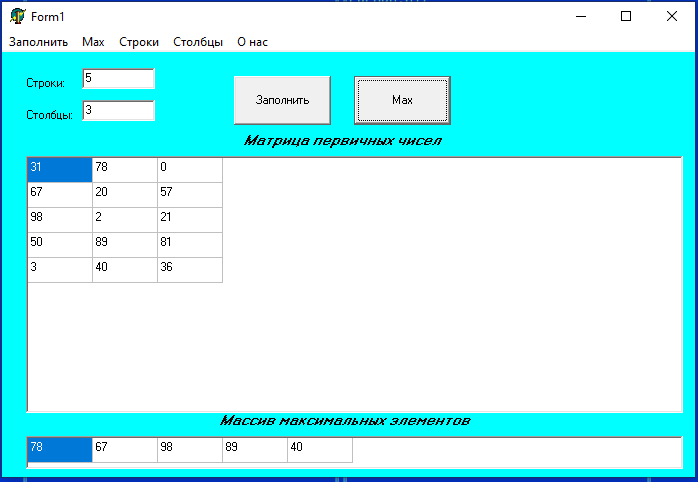 Form1
Заполнить Max Строки Столбцы О нас
Строки: 5
Столбцы: 3
Заполнить Max
Матрица первичных чисел
31 78 0
67 20 57
98 2 21
50 89 81
3 40 36
Массив максимальных элементов
78 67 98 89 40